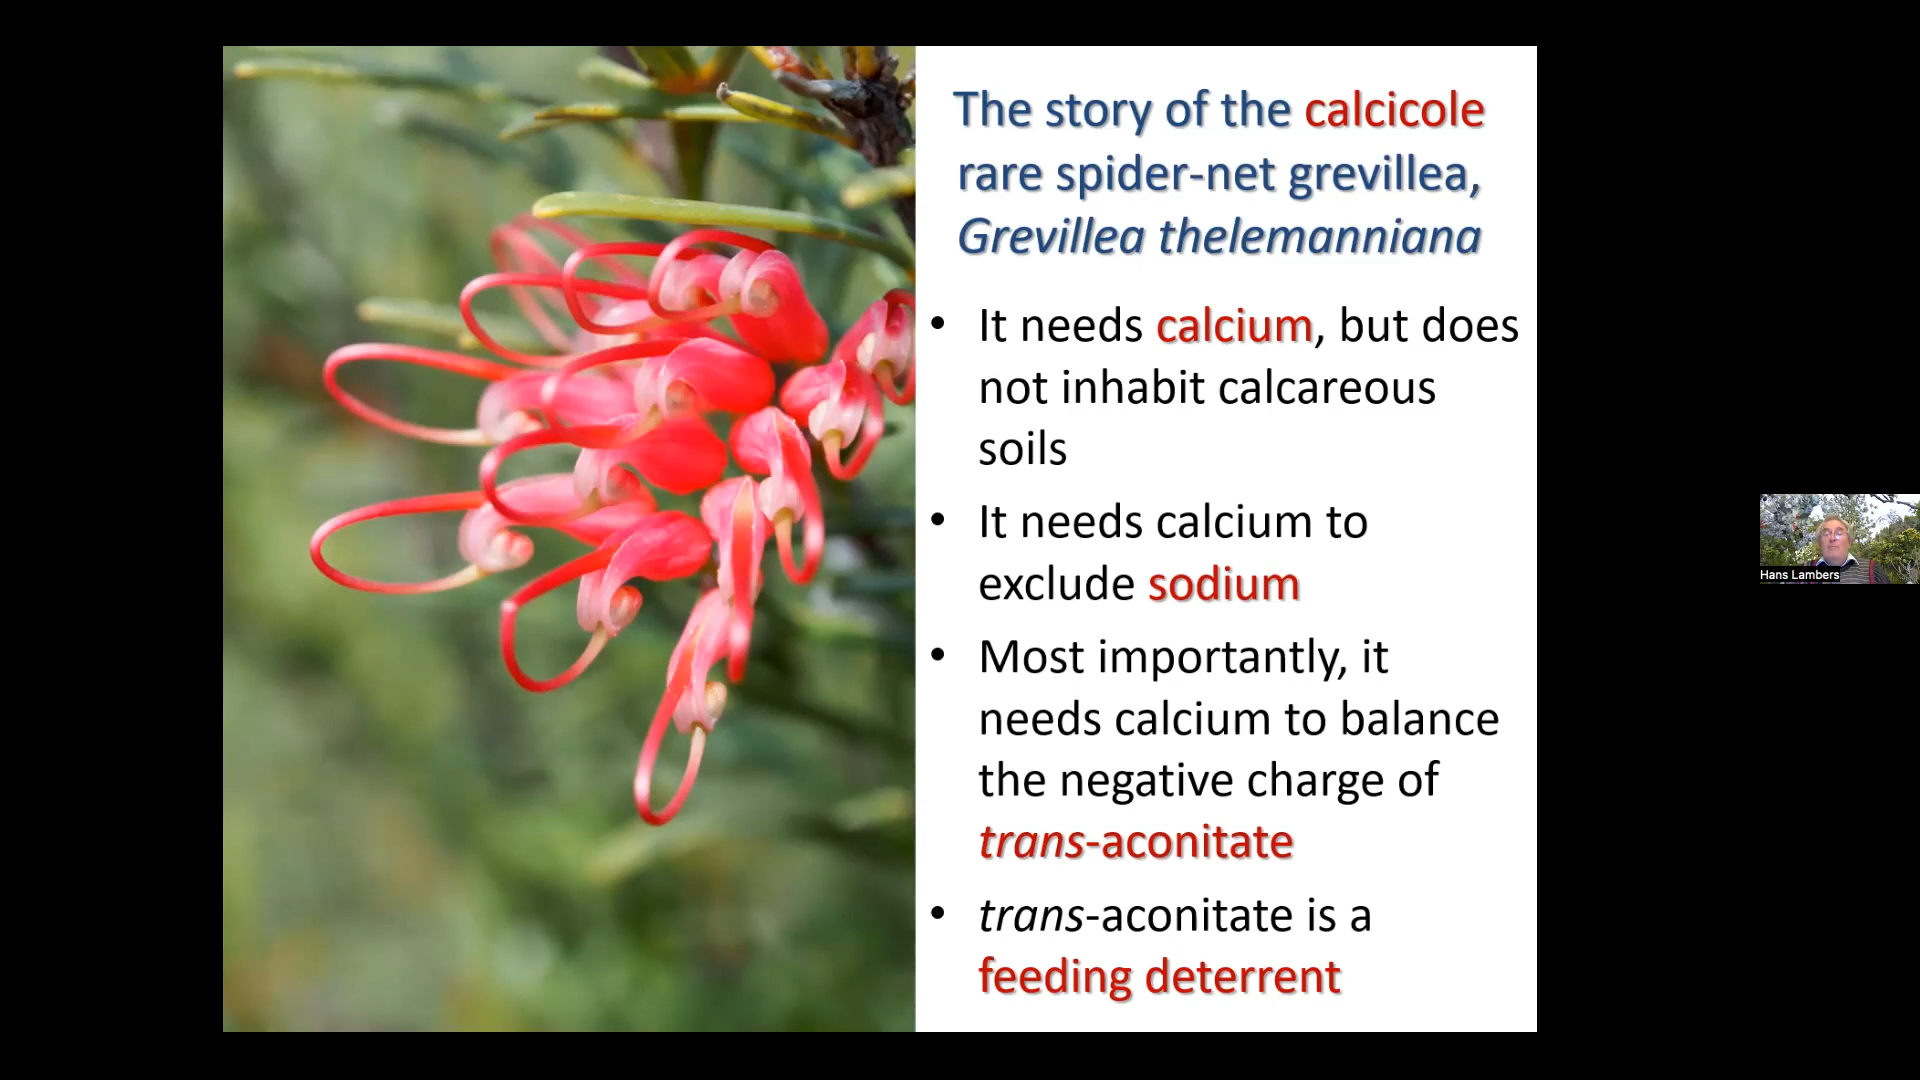 The story of the calcicole
rare spider-net grevillea,
Grevillea thelemanniana
• It needs calcium, but does
not inhabit calcareous
soils
• It needs calcium to
exclude sodium
• Most importantly, it
needs calcium to balance
the negative charge of
trans-aconitate
• trans-aconitate is a
feeding deterrent
Hans Lambers